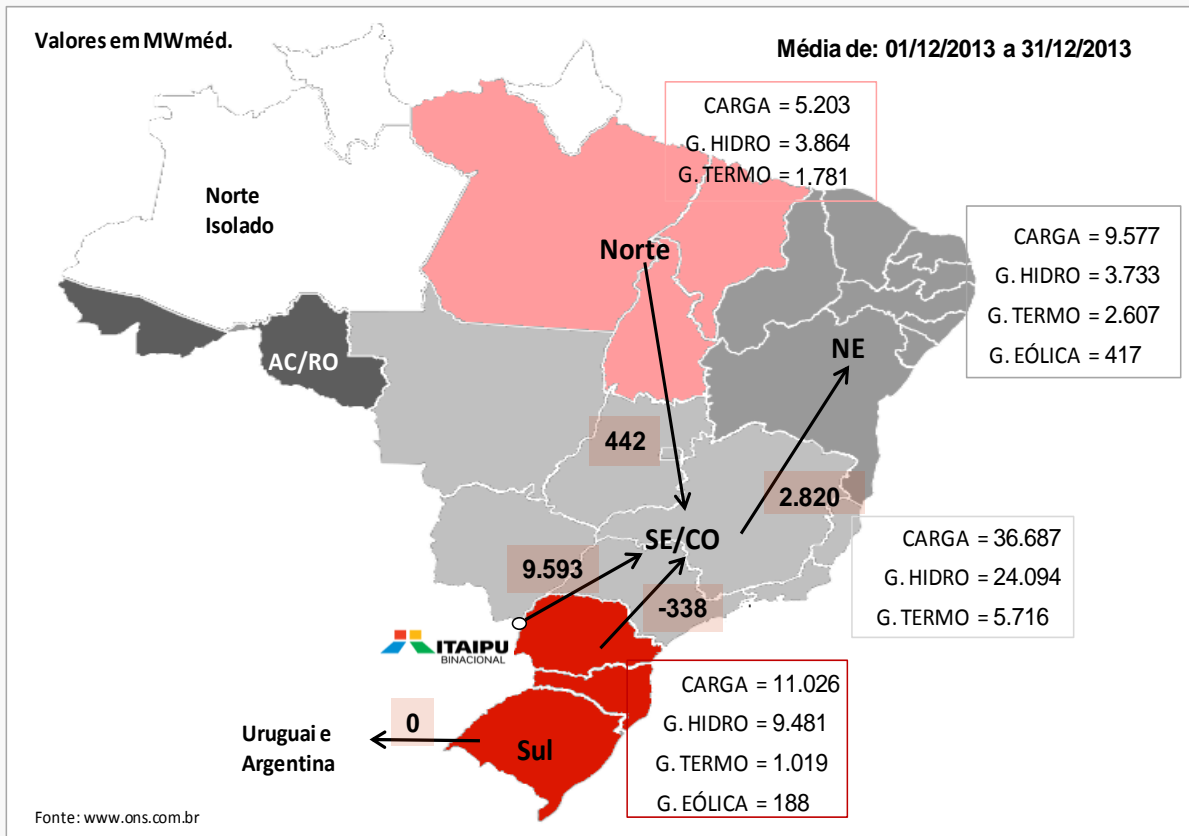 Valores em MWméd.
Média de: 01/12/2013 a 31/12/2013
CARGA = 5.203
G. HIDRO = 3.864
G. TERMO = 1.781
Norte
Isolado
Norte
CARGA = 9.577
G. HIDRO = 3.733
G. TERMO = 2.607
G. EÓLICA = 417
AC/RO
NE
442
2.820
SE/CO
CARGA = 36.687
G. HIDRO = 24.094
G. TERMO = 5.716
9.593
-338
ITAIPU
BINACIONAL
CARGA = 11.026
G. HIDRO = 9.481
G. TERMO = 1.019
G. EÓLICA = 188
0
Uruguai e
Argentina
Sul
Fonte: www.ons.com.br